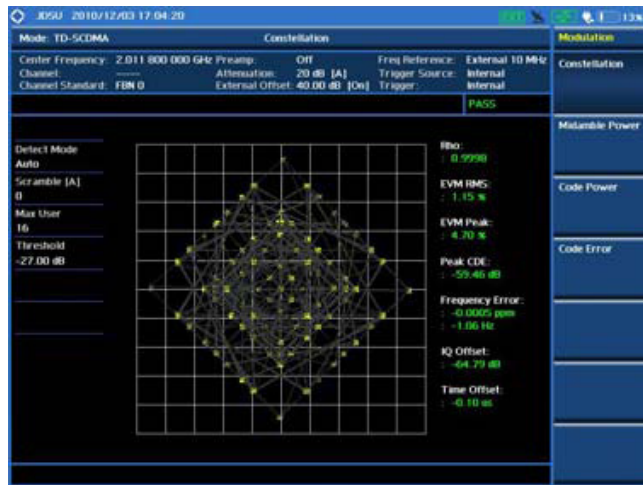 JDSU 2010/12/03 17:04:20
EXT 13%
Mode: TD-SCDMA Constellation
Center Frequency: 2.011 800 000 GHz Preamp: Off Freq Reference: External 10 MHz
Channel: ----- Attenuation: 20 dB [A] Trigger Source: Internal
Channel Standard: FBN 0 External Offset: 40.00 dB [On] Trigger: Internal
PASS
Detect Mode
Auto
Scramble [A]
0
Max User
16
Threshold
-27.00 dB
Rho:
: 0.9998
EVM RMS:
: 1.15 %
EVM Peak:
: 4.70 %
Peak CDE:
: -59.46 dB
Frequency Error:
: -0.0005 ppm
: -1.06 Hz
IQ Offset:
: -64.79 dB
Time Offset:
: -0.10 us
Modulation
Constellation
Midamble Power
Code Power
Code Error